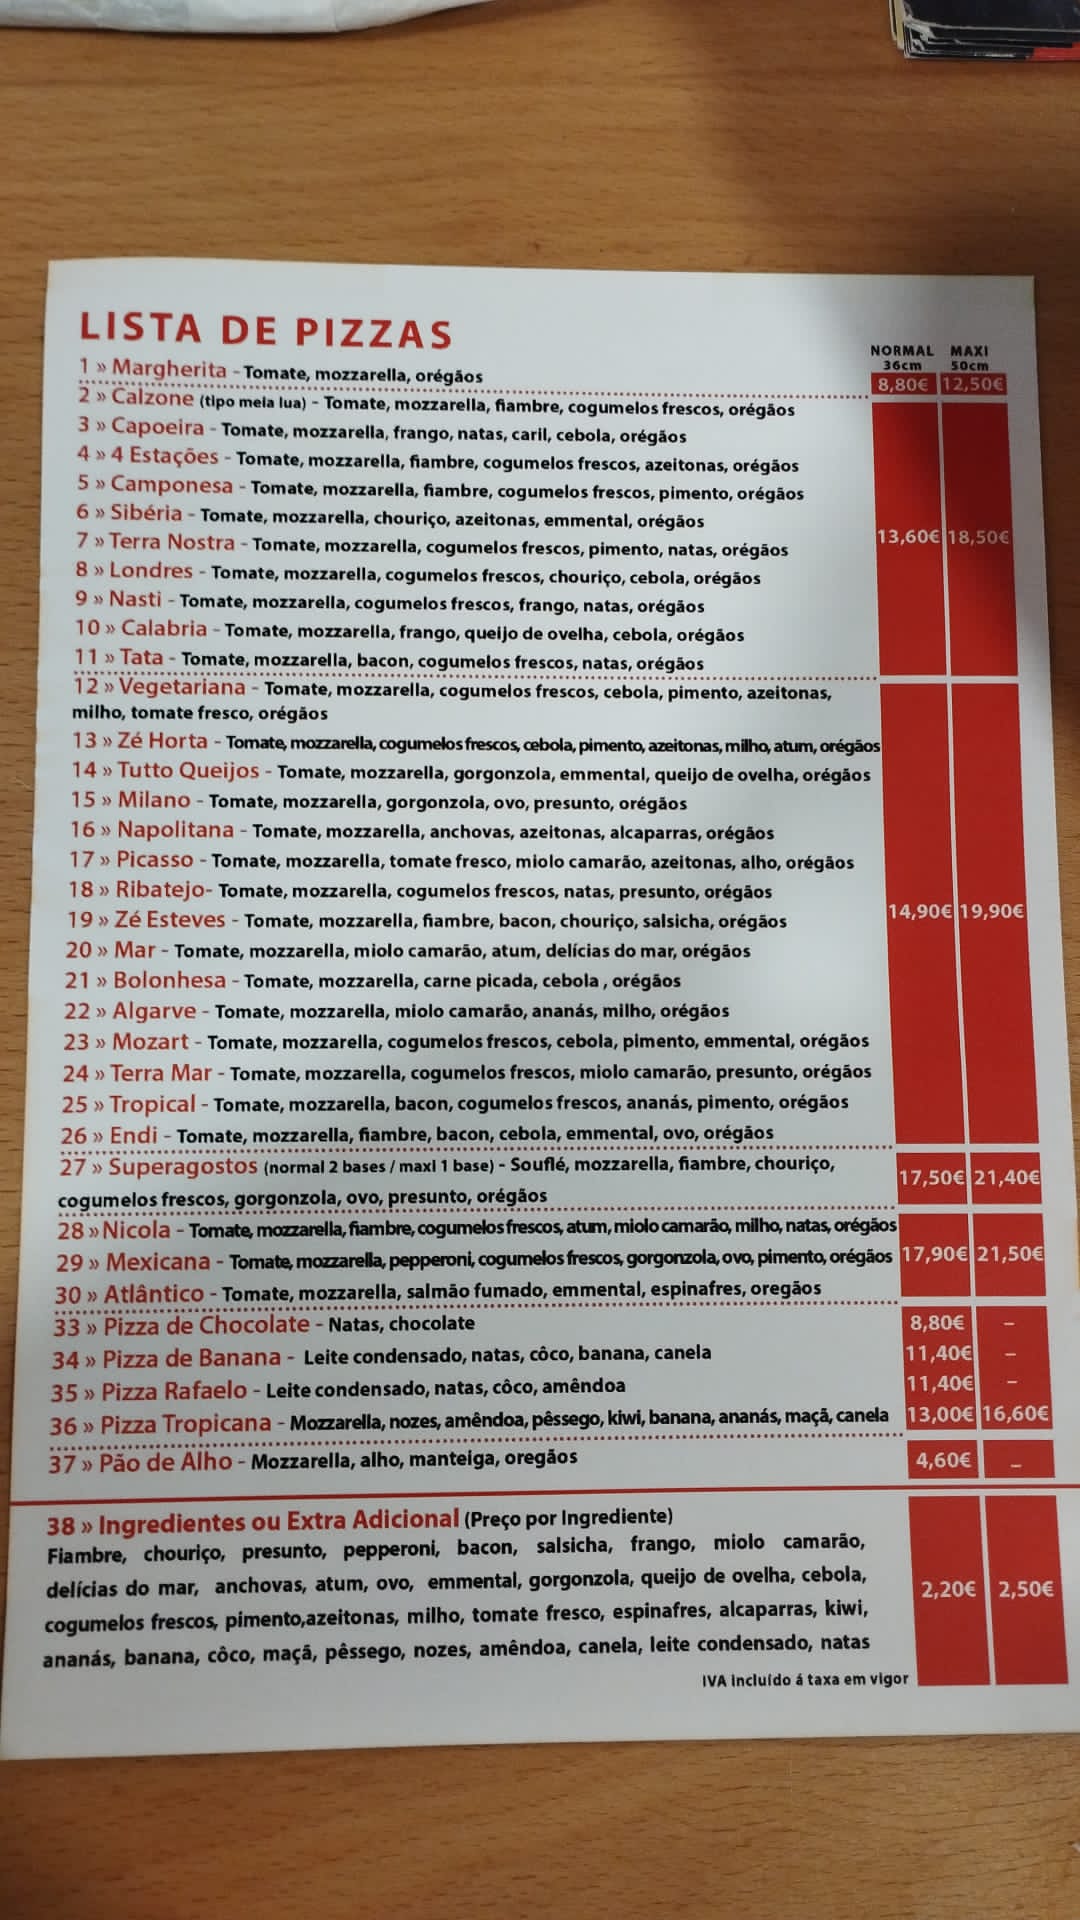 LISTA DE PIZZAS
NORMAL MAXI
36cm 50cm
1 » Margherita - Tomate, mozzarella, orégãos 8,80€ 12,50€
2 » Calzone (tipo meia lua) - Tomate, mozzarella, fiambre, cogumelos frescos, orégãos
3 » Capoeira - Tomate, mozzarella, frango, natas, caril, cebola, orégãos
4 » 4 Estações - Tomate, mozzarella, fiambre, cogumelos frescos, azeitonas, orégãos
5 » Camponesa - Tomate, mozzarella, fiambre, cogumelos frescos, pimento, orégãos
6 » Sibéria - Tomate, mozzarella, chouriço, azeitonas, emmental, orégãos
7 » Terra Nostra - Tomate, mozzarella, cogumelos frescos, pimento, natas, orégãos 13,60€ 18,50€
8 » Londres - Tomate, mozzarella, cogumelos frescos, chouriço, cebola, orégãos
9 » Nasti - Tomate, mozzarella, cogumelos frescos, frango, natas, orégãos
10 » Calabria - Tomate, mozzarella, frango, queijo de ovelha, cebola, orégãos
11 » Tata - Tomate, mozzarella, bacon, cogumelos frescos, natas, orégãos
12 » Vegetariana - Tomate, mozzarella, cogumelos frescos, cebola, pimento, azeitonas,
milho, tomate fresco, orégãos
13 » Zé Horta - Tomate, mozzarella, cogumelos frescos, cebola, pimento, azeitonas, milho, atum, orégãos
14 » Tutto Queijos - Tomate, mozzarella, gorgonzola, emmental, queijo de ovelha, orégãos
15 » Milano - Tomate, mozzarella, gorgonzola, ovo, presunto, orégãos
16 » Napolitana - Tomate, mozzarella, anchovas, azeitonas, alcaparras, orégãos
17 » Picasso - Tomate, mozzarella, tomate fresco, miolo camarão, azeitonas, alho, orégãos
18 » Ribatejo- Tomate, mozzarella, cogumelos frescos, natas, presunto, orégãos
19 » Zé Esteves - Tomate, mozzarella, fiambre, bacon, chouriço, salsicha, orégãos 14,90€ 19,90€
20 » Mar - Tomate, mozzarella, miolo camarão, atum, delícias do mar, orégãos
21 » Bolonhesa - Tomate, mozzarella, carne picada, cebola , orégãos
22 » Algarve - Tomate, mozzarella, miolo camarão, ananás, milho, orégãos
23 » Mozart - Tomate, mozzarella, cogumelos frescos, cebola, pimento, emmental, orégãos
24 » Terra Mar - Tomate, mozzarella, cogumelos frescos, miolo camarão, presunto, orégãos
25 » Tropical - Tomate, mozzarella, bacon, cogumelos frescos, ananás, pimento, orégãos
26 » Endi - Tomate, mozzarella, fiambre, bacon, cebola, emmental, ovo, orégãos
27 » Superagostos (normal 2 bases / maxi 1 base) - Souflé, mozzarella, fiambre, chouriço,
cogumelos frescos, gorgonzola, ovo, presunto, orégãos 17,50€ 21,40€
28 » Nicola - Tomate, mozzarella, fiambre, cogumelos frescos, atum, miolo camarão, milho, natas, orégãos
29 » Mexicana - Tomate, mozzarella, pepperoni, cogumelos frescos, gorgonzola, ovo, pimento, orégãos 17,90€ 21,50€
30 » Atlântico - Tomate, mozzarella, salmão fumado, emmental, espinafres, oregãos
33 » Pizza de Chocolate - Natas, chocolate 8,80€ –
34 » Pizza de Banana - Leite condensado, natas, côco, banana, canela 11,40€ –
35 » Pizza Rafaelo - Leite condensado, natas, côco, amêndoa 11,40€ –
36 » Pizza Tropicana - Mozzarella, nozes, amêndoa, pêssego, kiwi, banana, ananás, maçã, canela 13,00€ 16,60€
37 » Pão de Alho - Mozzarella, alho, manteiga, oregãos 4,60€ –
38 » Ingredientes ou Extra Adicional (Preço por Ingrediente)
Fiambre, chouriço, presunto, pepperoni, bacon, salsicha, frango, miolo camarão,
delícias do mar, anchovas, atum, ovo, emmental, gorgonzola, queijo de ovelha, cebola, 2,20€ 2,50€
cogumelos frescos, pimento,azeitonas, milho, tomate fresco, espinafres, alcaparras, kiwi,
ananás, banana, côco, maçã, pêssego, nozes, amêndoa, canela, leite condensado, natas
IVA incluído á taxa em vigor